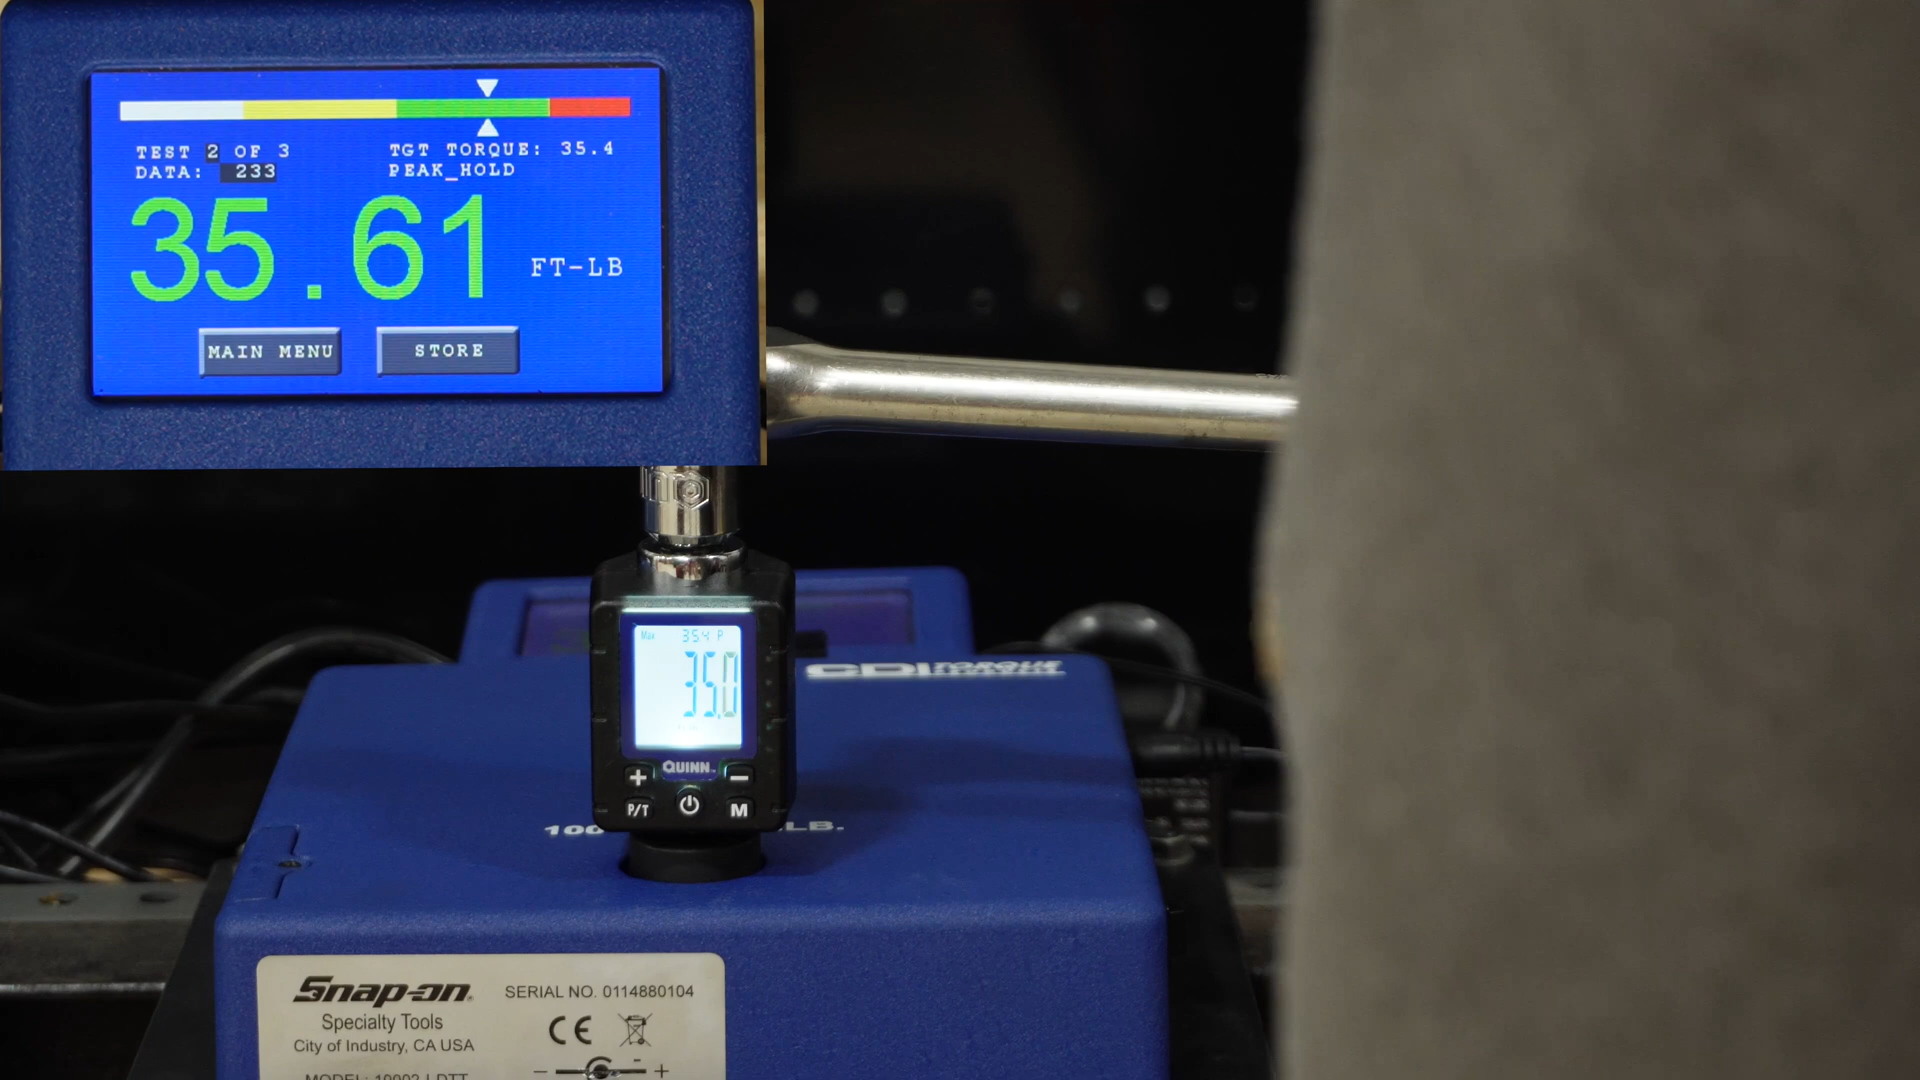 TEST 2 OF 3
TGT TORQUE: 35.4
DATA: 233
PEAK_HOLD
35.61
FT-LB
MAIN MENU
STORE
Max 35.4 P
35.0
QUINN
P/T
M
CDI TORQUE
100
LB.
Snap-on
SERIAL NO. 0114880104
Specialty Tools
City of Industry, CA USA
CE